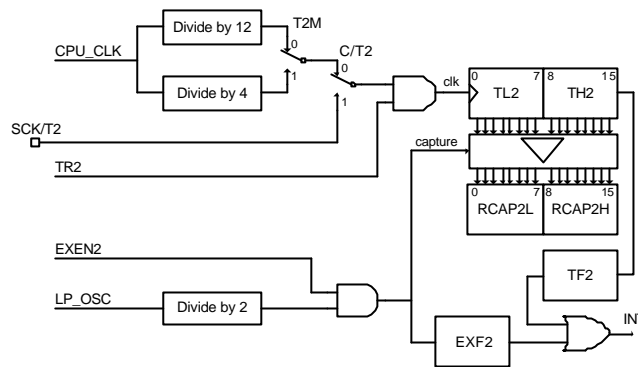 T2M
Divide by 12
C/T2
CPU_CLK
0
0
0 7 8 15
clk
TL2 TH2
Divide by 4
1
1
SCK/T2
capture
TR2
0 7 8 15
RCAP2L RCAP2H
EXEN2
TF2
LP_OSC
Divide by 2
INT
EXF2